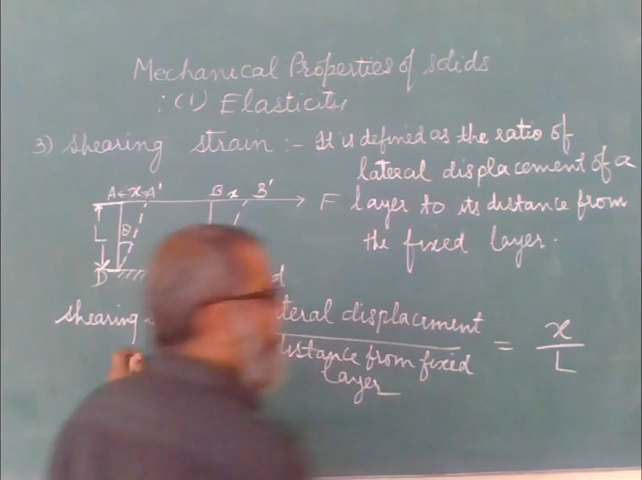 Mechanical Properties of solids
:(1) Elasticity
3) Shearing strain :- It is defined as the ratio of
lateral displacement of a
layer to its distance from
the fixed layer.
A ← x → A' B x B' F
L θ
D
shearing
lateral displacement
distance from fixed
layer
= x
L